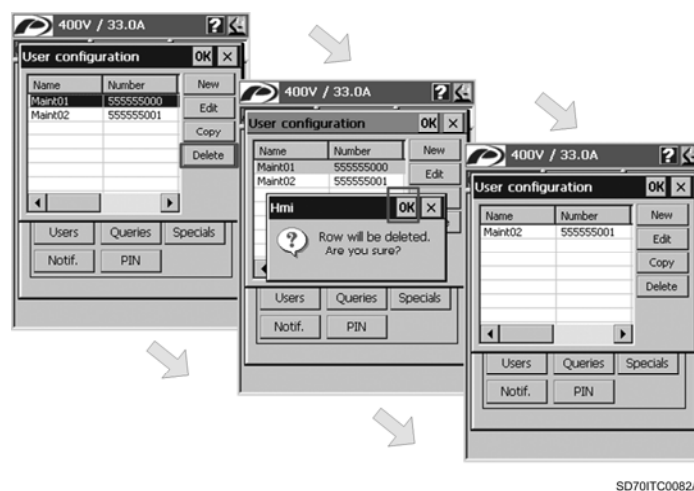 400V / 33.0A
User configuration OK
Name Number New
Maint01 555555000 Edit
Maint02 555555001
Copy
Delete
Users Queries Specials
Notif. PIN
400V / 33.0A
User configuration OK
Name Number New
Maint01 555555000
Maint02 555555001 Edit
Hmi OK
Row will be deleted.
Are you sure?
Users Queries Specials
Notif. PIN
400V / 33.0A
User configuration OK
Name Number New
Maint02 555555001
Edit
Copy
Delete
Users Queries Specials
Notif. PIN